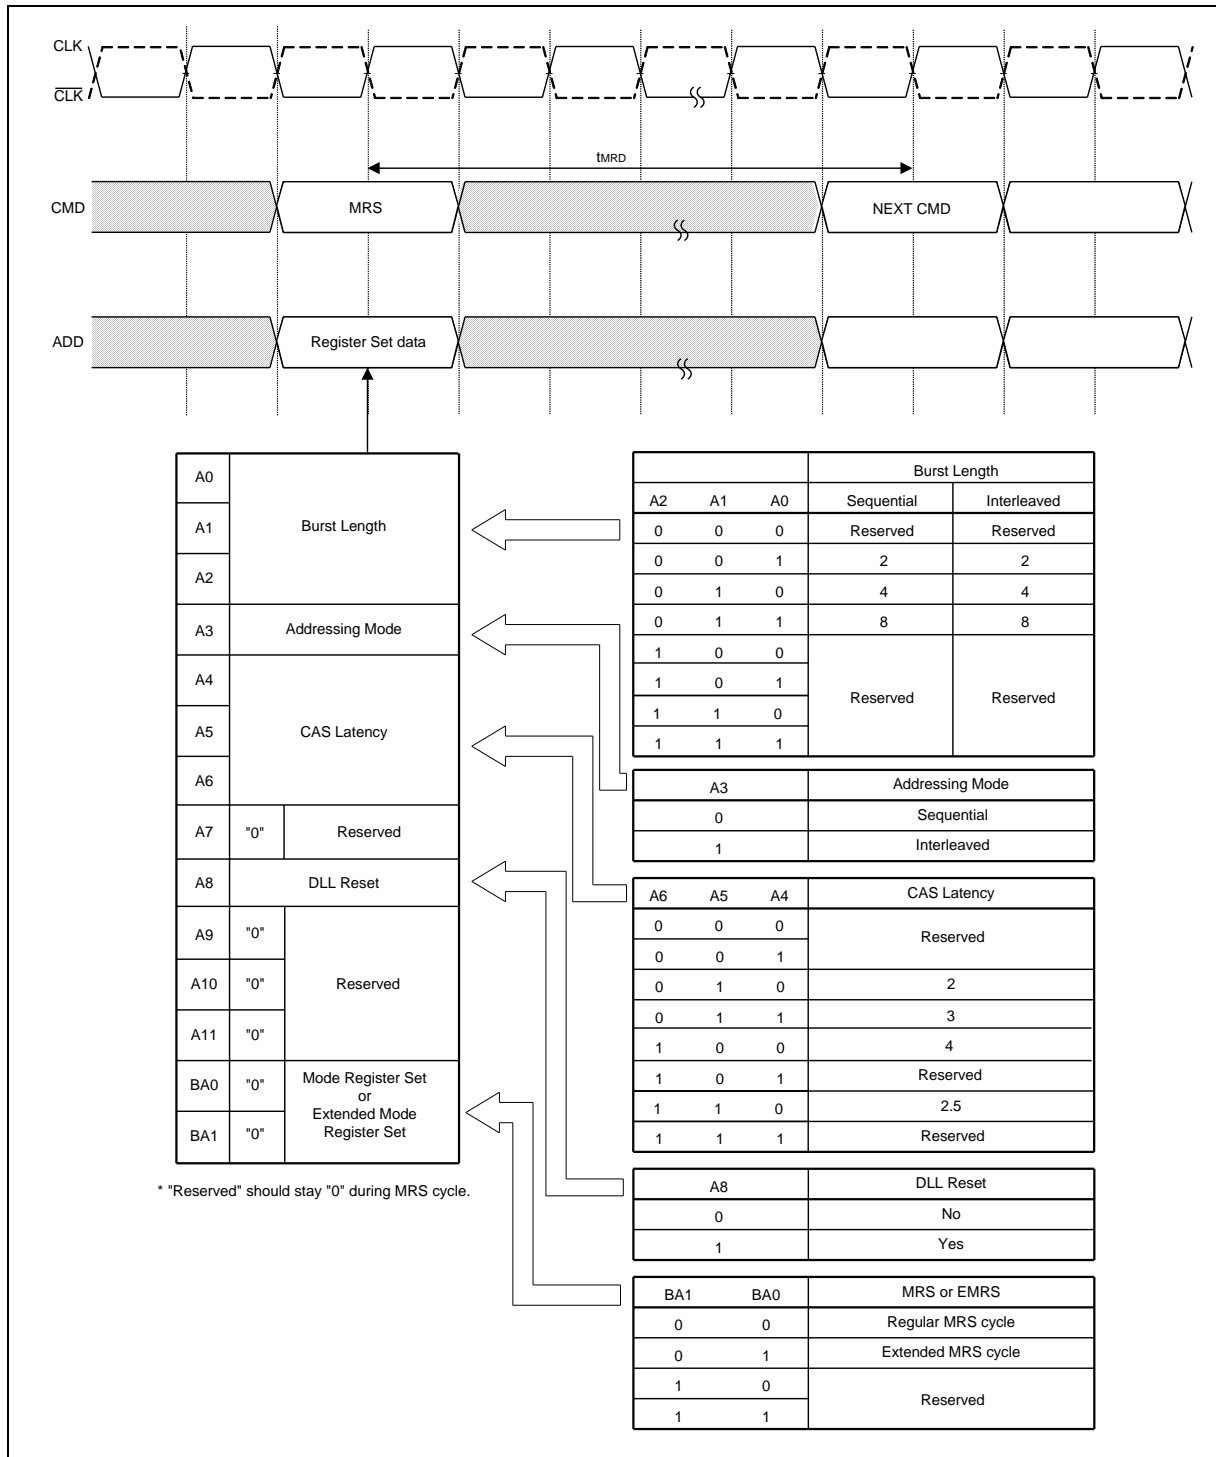 CLK
CLK
tMRD
CMD
MRS
NEXT CMD
ADD
Register Set data
A0
A1
A2
Burst Length
A3
Addressing Mode
A4
A5
A6
CAS Latency
A7 "0" Reserved
A8
DLL Reset
A9 "0"
A10 "0" Reserved
A11 "0"
BA0 "0"
BA1 "0"
Mode Register Set
or
Extended Mode
Register Set
* "Reserved" should stay "0" during MRS cycle.
Burst Length
A2 A1 A0 Sequential Interleaved
0 0 0 Reserved Reserved
0 0 1 2 2
0 1 0 4 4
0 1 1 8 8
1 0 0
1 0 1
Reserved Reserved
1 1 0
1 1 1
A3 Addressing Mode
0 Sequential
1 Interleaved
A6 A5 A4 CAS Latency
0 0 0
Reserved
0 0 1
0 1 0 2
0 1 1 3
1 0 0 4
1 0 1 Reserved
1 1 0 2.5
1 1 1 Reserved
A8 DLL Reset
0 No
1 Yes
BA1 BA0 MRS or EMRS
0 0 Regular MRS cycle
0 1 Extended MRS cycle
1 0
Reserved
1 1